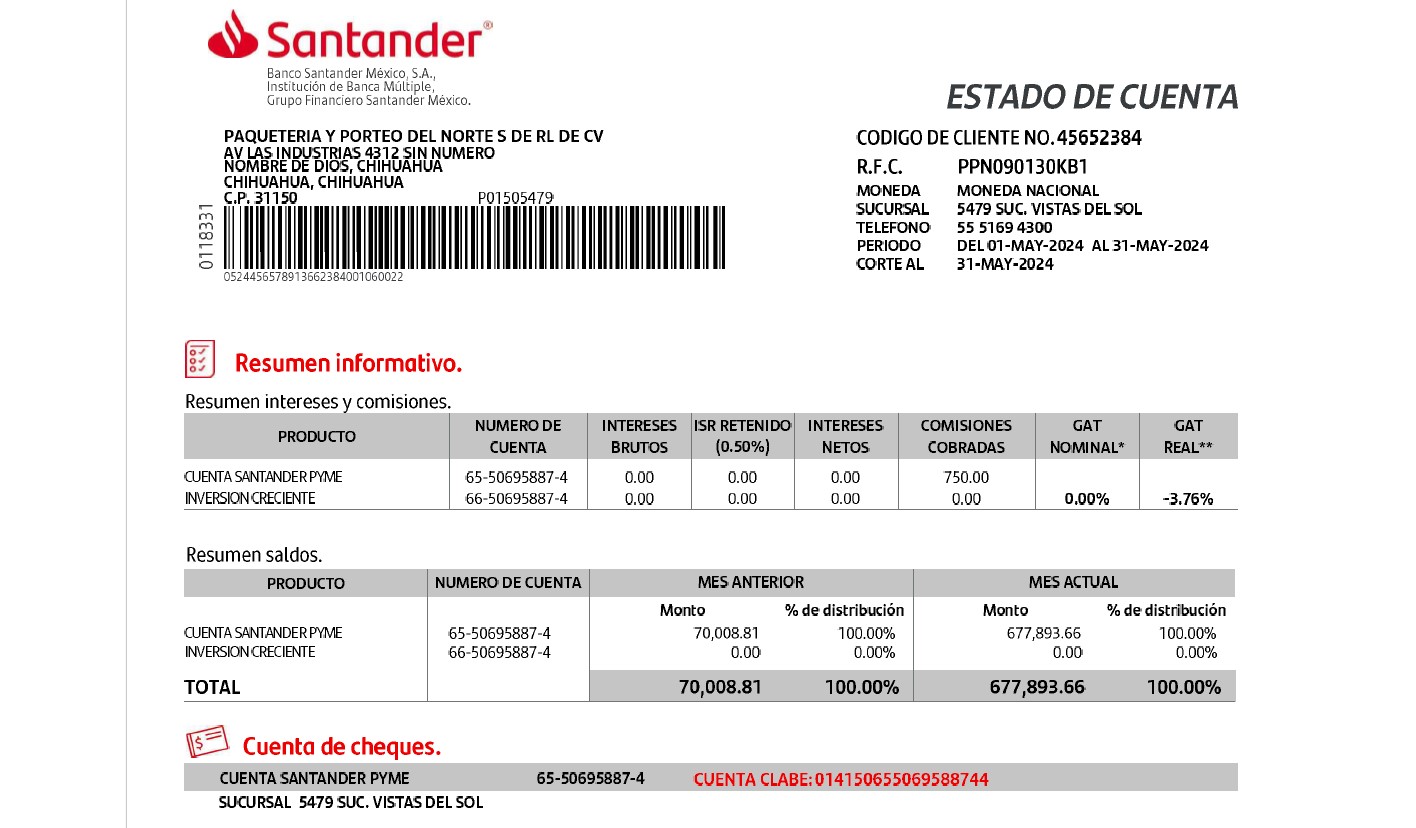 Santander®
Banco Santander México, S.A.,
Institución de Banca Múltiple,
Grupo Financiero Santander México.
ESTADO DE CUENTA
PAQUETERIA Y PORTEO DEL NORTE S DE RL DE CV
AV LAS INDUSTRIAS 4312 SIN NUMERO
NOMBRE DE DIOS, CHIHUAHUA
CHIHUAHUA, CHIHUAHUA
C.P. 31150 P01505479
0118331
0524456578913662384001060022
CODIGO DE CLIENTE NO. 45652384
R.F.C. PPN090130KB1
MONEDA MONEDA NACIONAL
SUCURSAL 5479 SUC. VISTAS DEL SOL
TELEFONO 55 5169 4300
PERIODO DEL 01-MAY-2024 AL 31-MAY-2024
CORTE AL 31-MAY-2024
Resumen informativo.
Resumen intereses y comisiones.
PRODUCTO NUMERO DE CUENTA INTERESES BRUTOS ISR RETENIDO (0.50%) INTERESES NETOS COMISIONES COBRADAS GAT NOMINAL* GAT REAL**
CUENTA SANTANDER PYME 65-50695887-4 0.00 0.00 0.00 750.00
INVERSION CRECIENTE 66-50695887-4 0.00 0.00 0.00 0.00 0.00% -3.76%
Resumen saldos.
PRODUCTO NUMERO DE CUENTA MES ANTERIOR MES ACTUAL
Monto % de distribución Monto % de distribución
CUENTA SANTANDER PYME 65-50695887-4 70,008.81 100.00% 677,893.66 100.00%
INVERSION CRECIENTE 66-50695887-4 0.00 0.00% 0.00 0.00%
TOTAL 70,008.81 100.00% 677,893.66 100.00%
Cuenta de cheques.
CUENTA SANTANDER PYME 65-50695887-4 CUENTA CLABE: 014150655069588744
SUCURSAL 5479 SUC. VISTAS DEL SOL